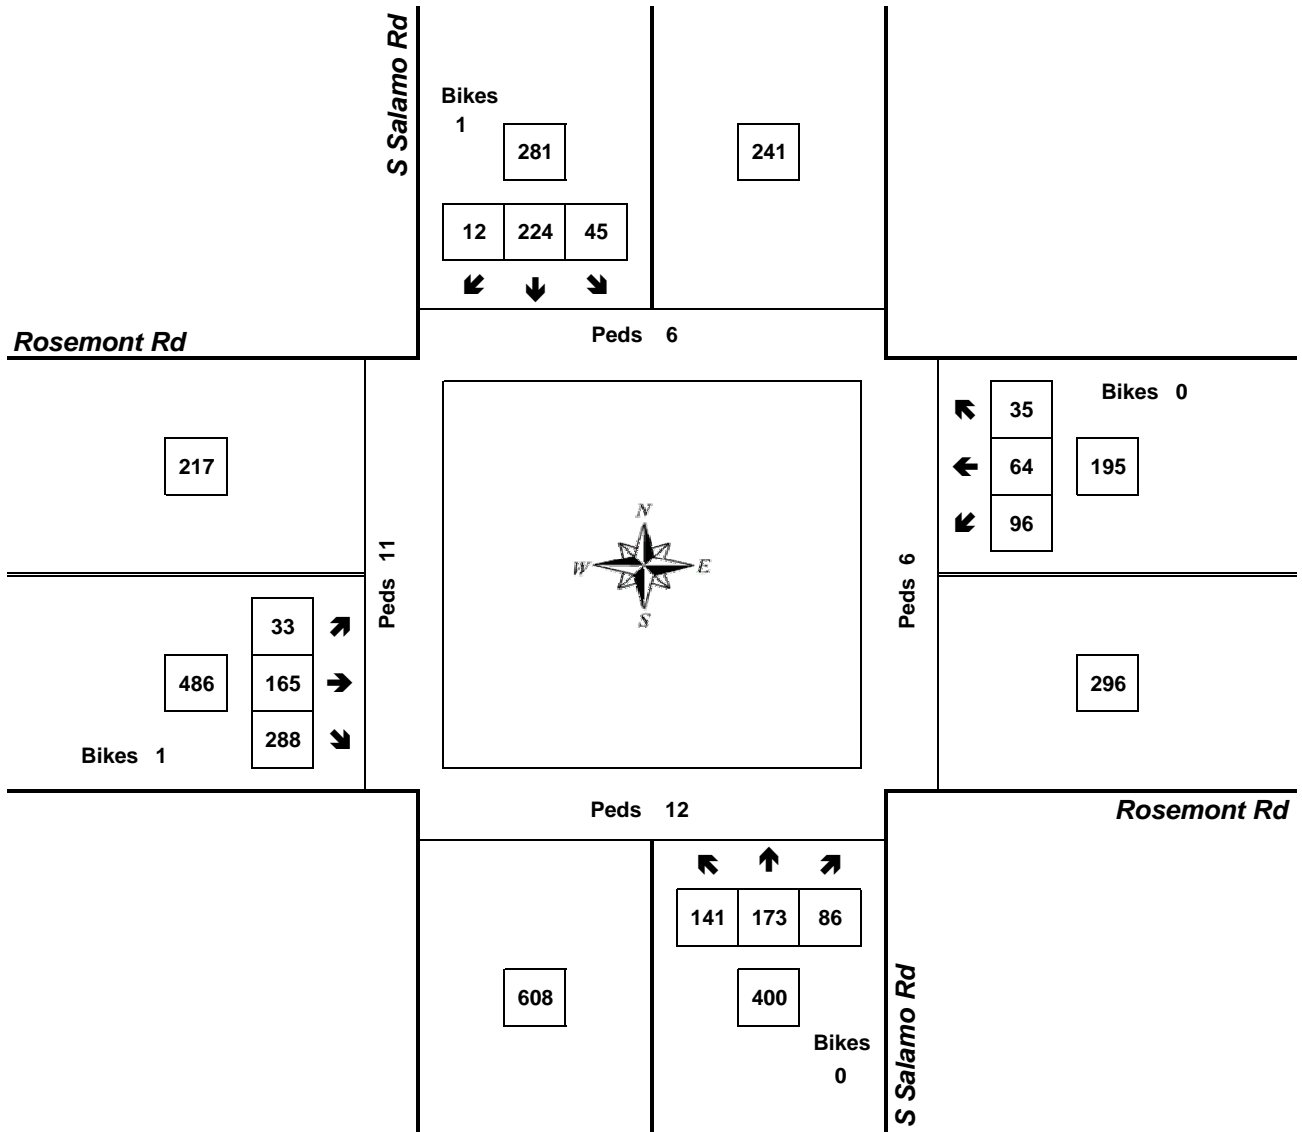 S Salamo Rd
Bikes
1
281
241
12 224 45
Peds 6
Rosemont Rd
Bikes 0
35
64
96
195
217
Peds 11
N
W E
S
Peds 6
33
165
288
486
Bikes 1
296
Peds 12
Rosemont Rd
141 173 86
608
400
Bikes
0
S Salamo Rd